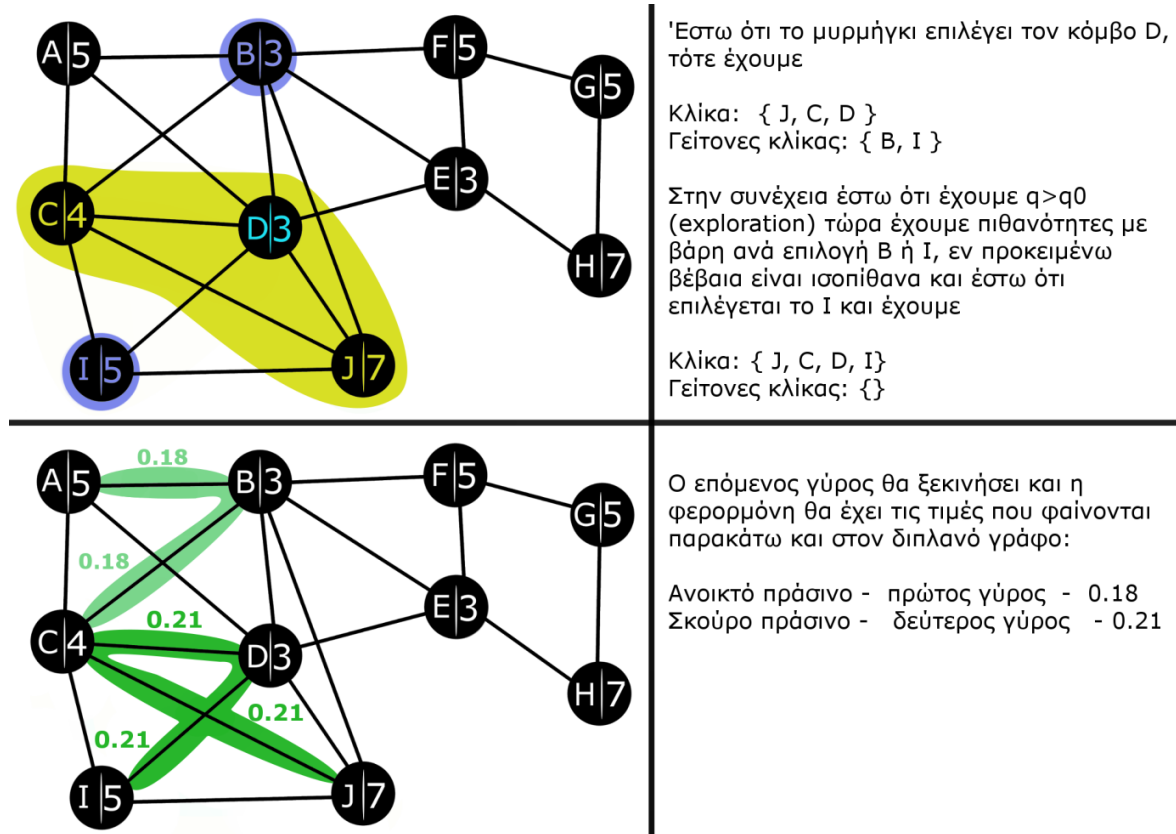 A|5
B|3
F|5
G|5
C|4
D|3
E|3
H|7
I|5
J|7
Έστω ότι το μυρμήγκι επιλέγει τον κόμβο D,
τότε έχουμε
Κλίκα: { J, C, D }
Γείτονες κλίκας: { B, I }
Στην συνέχεια έστω ότι έχουμε q>q0
(exploration) τώρα έχουμε πιθανότητες με
βάρη ανά επιλογή B ή I, εν προκειμένω
βέβαια είναι ισοπίθανα και έστω ότι
επιλέγεται το I και έχουμε
Κλίκα: { J, C, D, I}
Γείτονες κλίκας: {}
0.18
A|5
B|3
F|5
G|5
0.18
0.21
C|4
D|3
E|3
H|7
0.21
0.21
I|5
J|7
Ο επόμενος γύρος θα ξεκινήσει και η
φερορμόνη θα έχει τις τιμές που φαίνονται
παρακάτω και στον διπλανό γράφο:
Ανοικτό πράσινο - πρώτος γύρος - 0.18
Σκούρο πράσινο - δεύτερος γύρος - 0.21